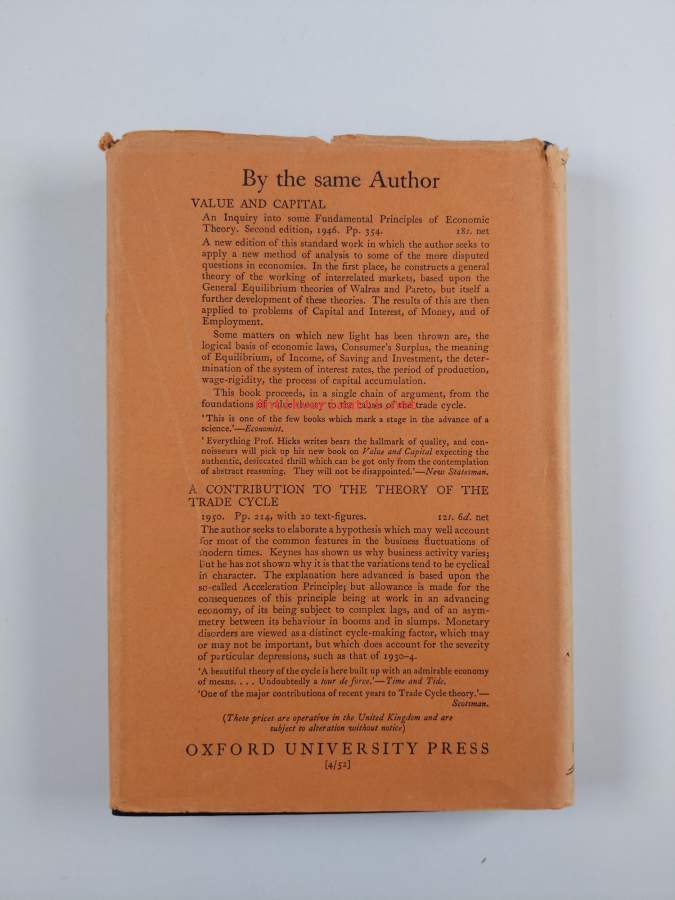 By the same Author
VALUE AND CAPITAL
An Inquiry into some Fundamental Principles of Economic
Theory. Second edition, 1946. Pp. 354. 18s. net
A new edition of this standard work in which the author seeks to
apply a new method of analysis to some of the more disputed
questions in economics. In the first place, he constructs a general
theory of the working of interrelated markets, based upon the
General Equilibrium theories of Walras and Pareto, but itself a
further development of these theories. The results of this are then
applied to problems of Capital and Interest, of Money, and of
Employment.
Some matters on which new light has been thrown are, the
logical basis of economic laws, Consumer's Surplus, the meaning
of Equilibrium, of Income, of Saving and Investment, the deter-
mination of the system of interest rates, the period of production,
wage-rigidity, the process of capital accumulation.
This book proceeds, in a single chain of argument, from the
foundations of value theory to the basis of the trade cycle.
'This is one of the few books which mark a stage in the advance of a
science.'—Economist.
'Everything Prof. Hicks writes bears the hallmark of quality, and con-
noisseurs will pick up his new book on Value and Capital expecting the
authentic, desiccated thrill which can be got only from the contemplation
of abstract reasoning. They will not be disappointed.'—New Statesman.
A CONTRIBUTION TO THE THEORY OF THE
TRADE CYCLE
1950. Pp. 214, with 20 text-figures. 12s. 6d. net
The author seeks to elaborate a hypothesis which may well account
for most of the common features in the business fluctuations of
modern times. Keynes has shown us why business activity varies;
but he has not shown why it is that the variations tend to be cyclical
in character. The explanation here advanced is based upon the
so-called Acceleration Principle; but allowance is made for the
consequences of this principle being at work in an advancing
economy, of its being subject to complex lags, and of an asym-
metry between its behaviour in booms and in slumps. Monetary
disorders are viewed as a distinct cycle-making factor, which may
or may not be important, but which does account for the severity
of particular depressions, such as that of 1930-4.
'A beautiful theory of the cycle is here built up with an admirable economy
of means. . . . Undoubtedly a tour de force.'—Time and Tide.
'One of the major contributions of recent years to Trade Cycle theory.'—
Scotsman.
(These prices are operative in the United Kingdom and are
subject to alteration without notice)
OXFORD UNIVERSITY PRESS
[4/52]